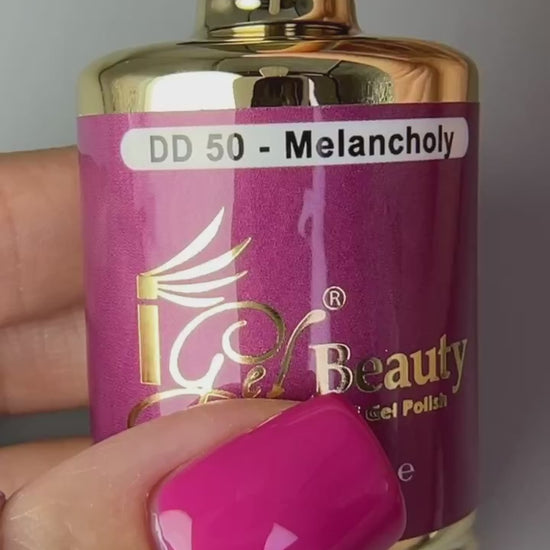 DD 50 - Melancholy
iGel ®
Beauty
Gel Polish
e